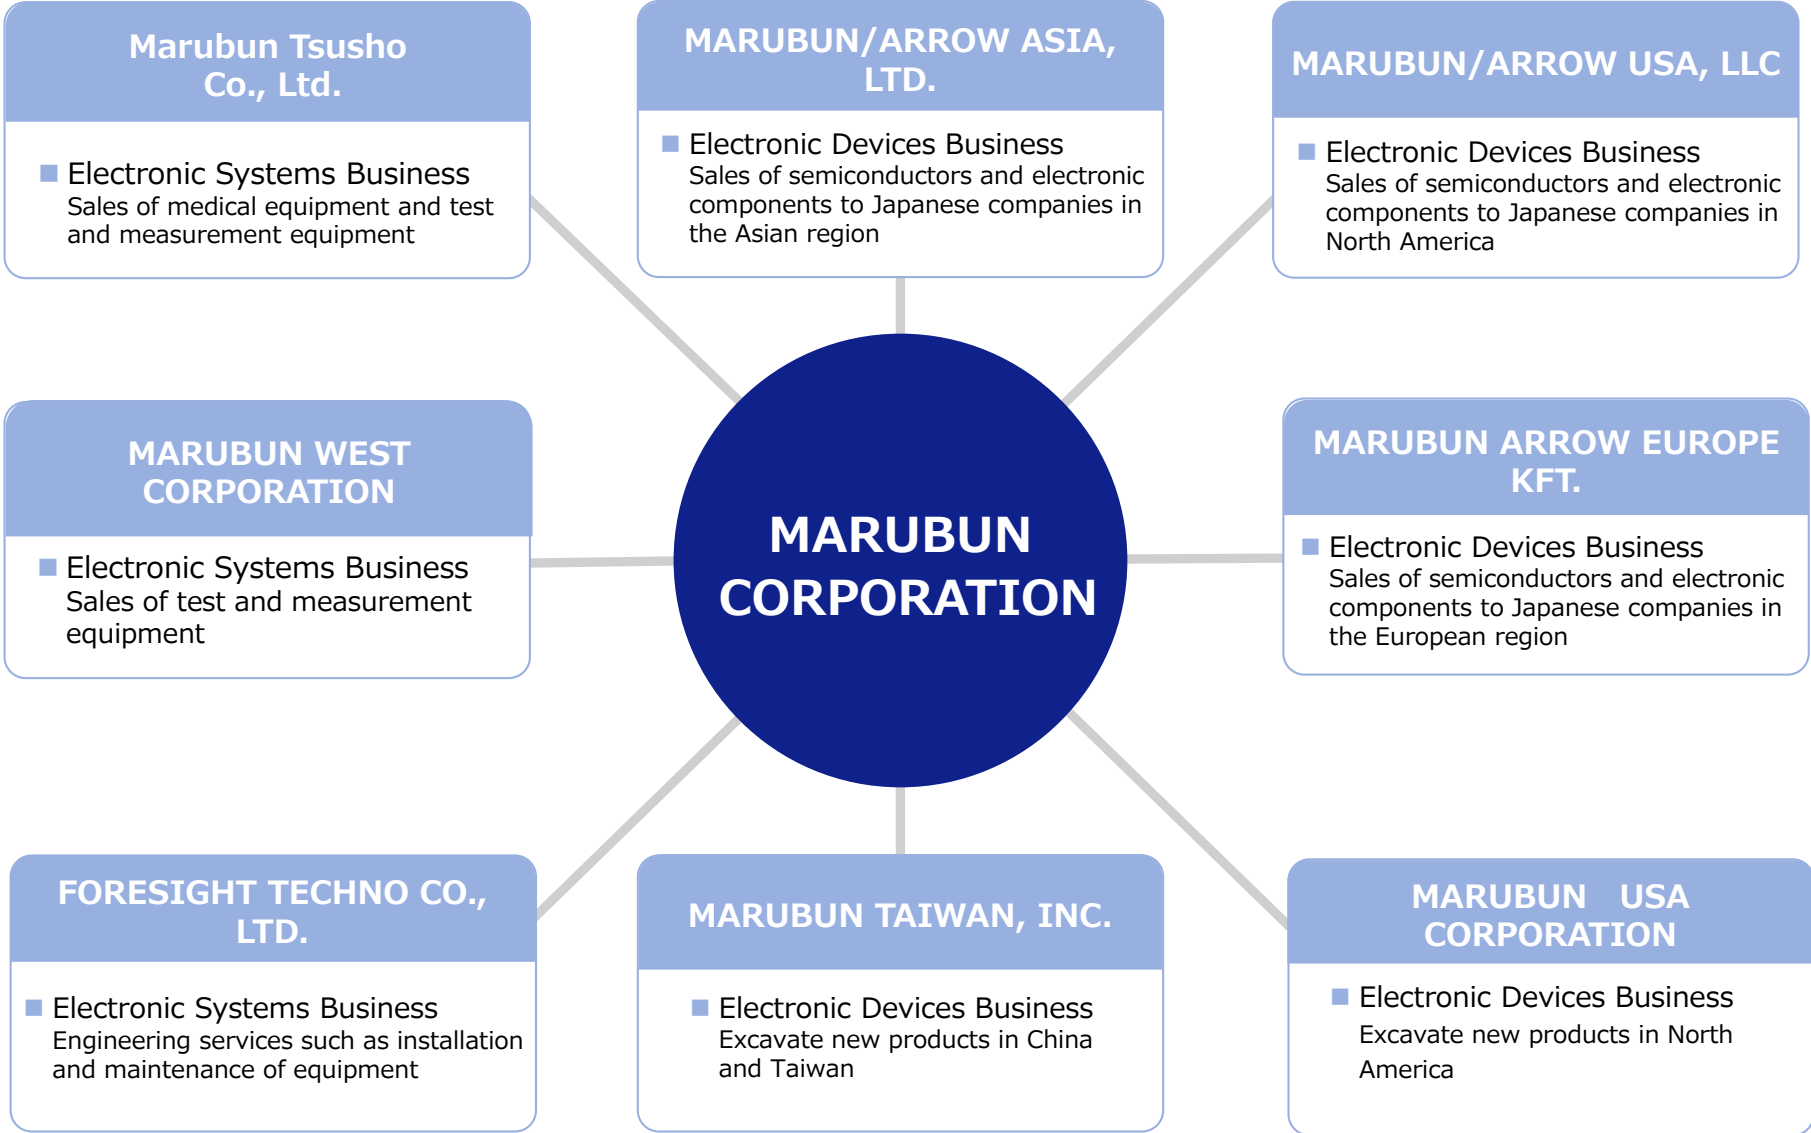 Marubun Tsusho
Co., Ltd.
■ Electronic Systems Business
Sales of medical equipment and test
and measurement equipment
MARUBUN/ARROW ASIA,
LTD.
■ Electronic Devices Business
Sales of semiconductors and electronic
components to Japanese companies in
the Asian region
MARUBUN/ARROW USA, LLC
■ Electronic Devices Business
Sales of semiconductors and electronic
components to Japanese companies in
North America
MARUBUN WEST
CORPORATION
■ Electronic Systems Business
Sales of test and measurement
equipment
MARUBUN
CORPORATION
MARUBUN ARROW EUROPE
KFT.
■ Electronic Devices Business
Sales of semiconductors and electronic
components to Japanese companies in
the European region
FORESIGHT TECHNO CO.,
LTD.
■ Electronic Systems Business
Engineering services such as installation
and maintenance of equipment
MARUBUN TAIWAN, INC.
■ Electronic Devices Business
Excavate new products in China
and Taiwan
MARUBUN USA
CORPORATION
■ Electronic Devices Business
Excavate new products in North
America